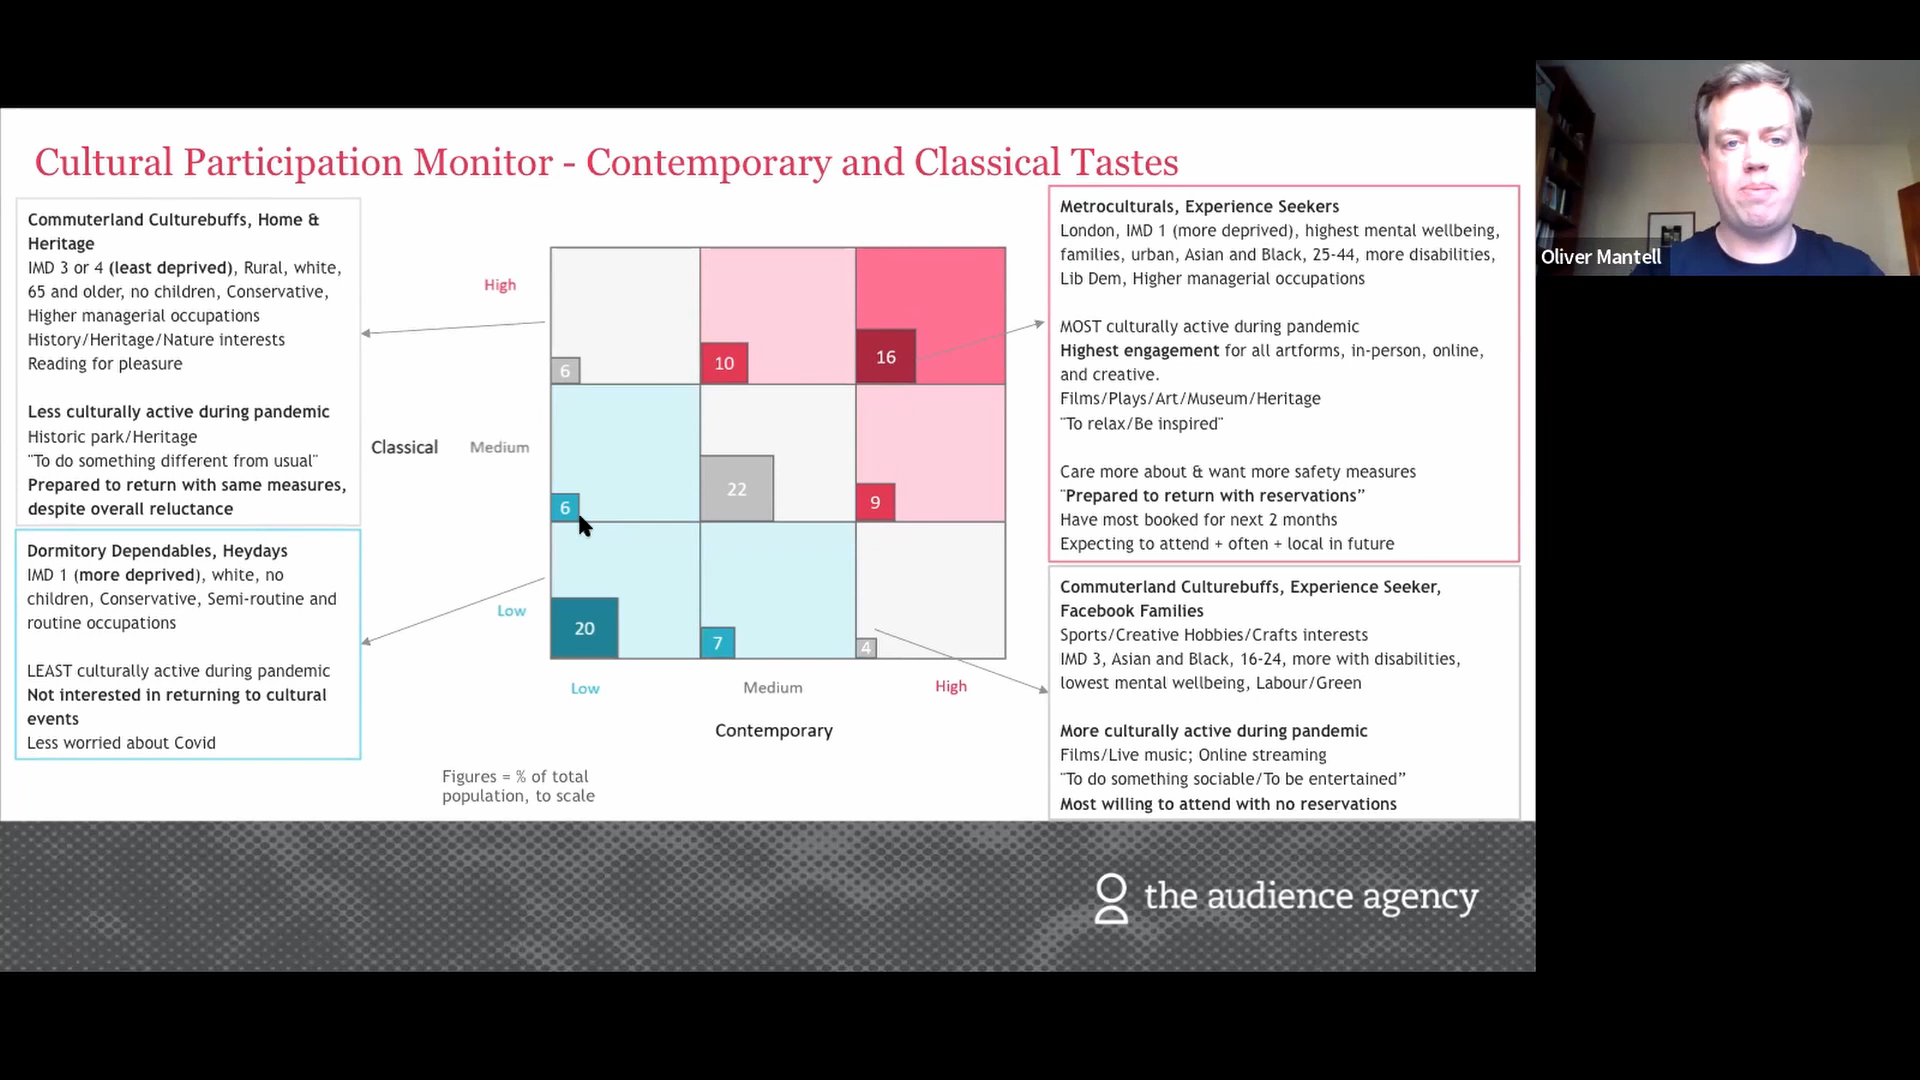 Cultural Participation Monitor - Contemporary and Classical Tastes
Commuterland Culturebuffs, Home &
Heritage
IMD 3 or 4 (least deprived), Rural, white,
65 and older, no children, Conservative,
Higher managerial occupations
History/Heritage/Nature interests
Reading for pleasure
Less culturally active during pandemic
Historic park/Heritage
"To do something different from usual"
Prepared to return with same measures,
despite overall reluctance
Dormitory Dependables, Heydays
IMD 1 (more deprived), white, no
children, Conservative, Semi-routine and
routine occupations
LEAST culturally active during pandemic
Not interested in returning to cultural
events
Less worried about Covid
Classical
High
Medium
Low
6
10
16
6
22
9
20
7
4
Low
Medium
High
Contemporary
Figures = % of total
population, to scale
Metroculturals, Experience Seekers
London, IMD 1 (more deprived), highest mental wellbeing,
families, urban, Asian and Black, 25-44, more disabilities,
Lib Dem, Higher managerial occupations
MOST culturally active during pandemic
Highest engagement for all artforms, in-person, online,
and creative.
Films/Plays/Art/Museum/Heritage
"To relax/Be inspired"
Care more about & want more safety measures
"Prepared to return with reservations”
Have most booked for next 2 months
Expecting to attend + often + local in future
Commuterland Culturebuffs, Experience Seeker,
Facebook Families
Sports/Creative Hobbies/Crafts interests
IMD 3, Asian and Black, 16-24, more with disabilities,
lowest mental wellbeing, Labour/Green
More culturally active during pandemic
Films/Live music; Online streaming
"To do something sociable/To be entertained”
Most willing to attend with no reservations
the audience agency
Oliver Mantell